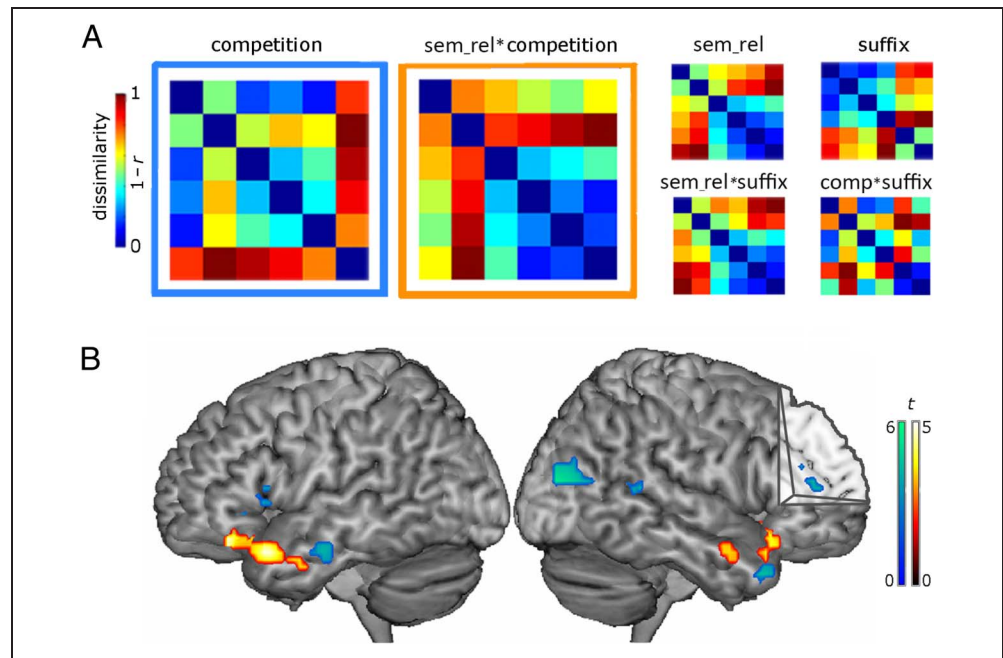 A
competition
sem_rel*competition
sem_rel
suffix
dissimilarity
1 - r
1
0
sem_rel*suffix
comp*suffix
B
t
6
5
0
0